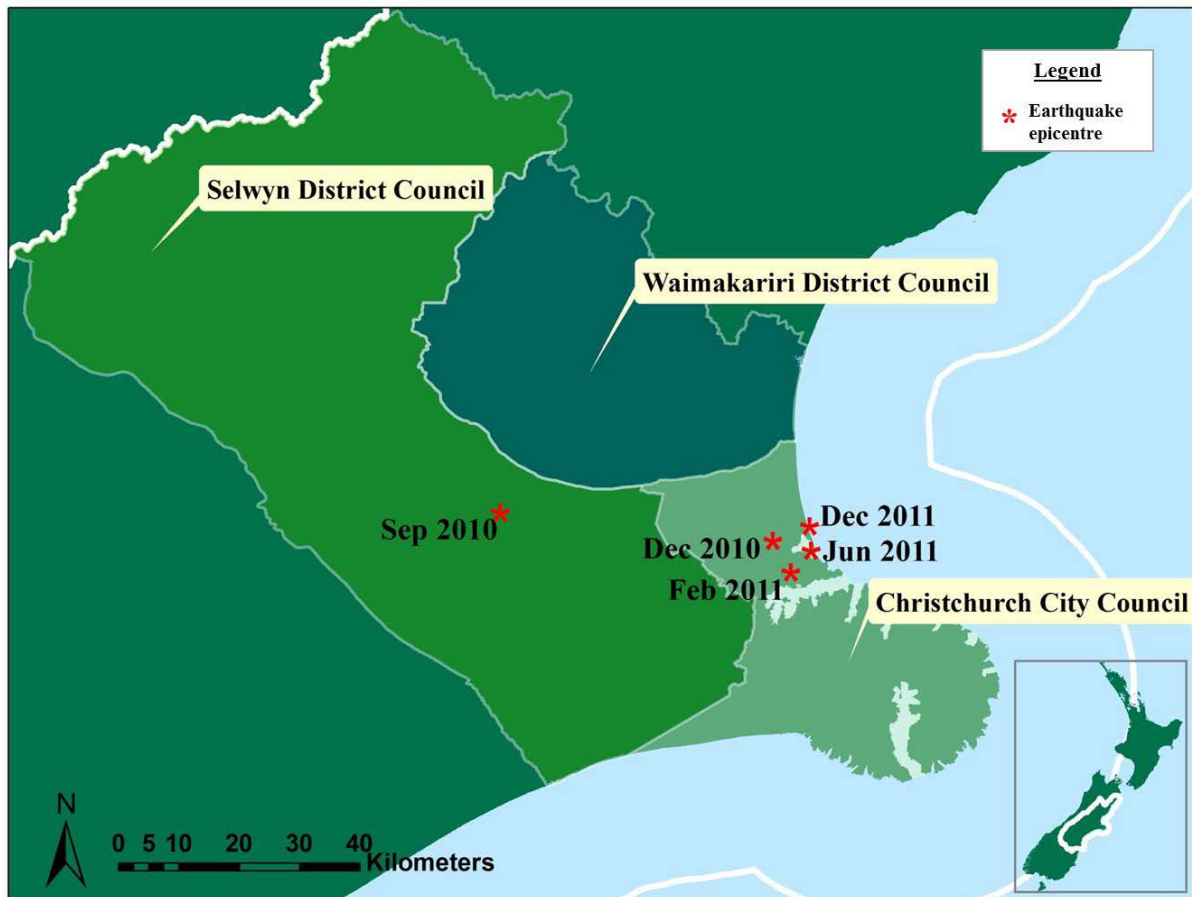 Legend
* Earthquake
epicentre
Selwyn District Council
Waimakariri District Council
Sep 2010
Dec 2011
Dec 2010
Jun 2011
Feb 2011
Christchurch City Council
N
0 5 10 20 30 40
Kilometers